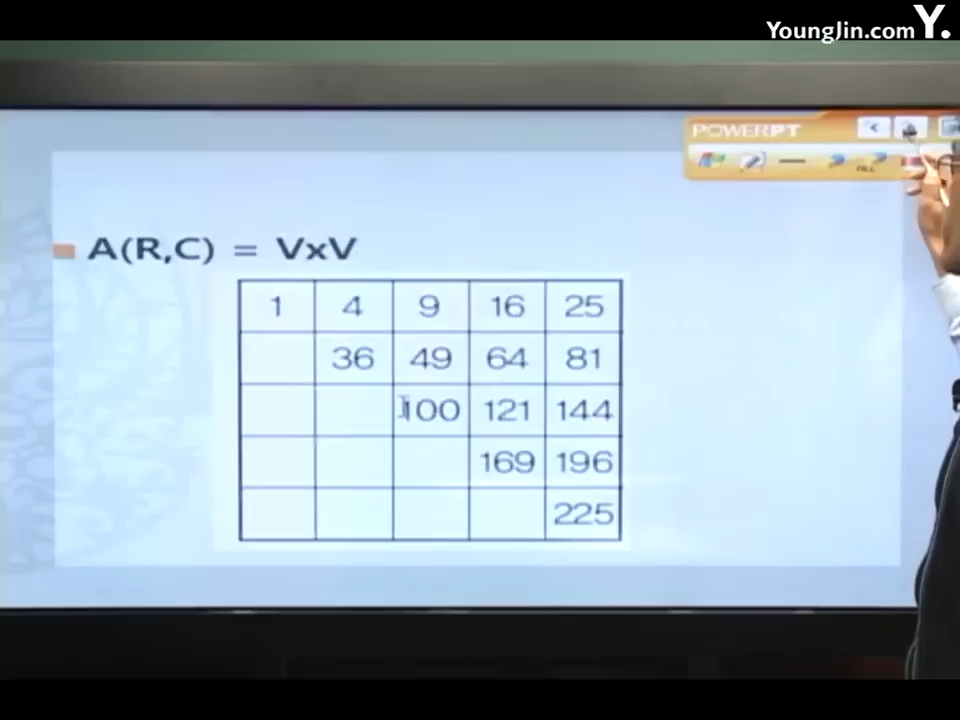 YoungJin.com Y.
POWERPT
FILL
A(R,C) = VxV
1 4 9 16 25
36 49 64 81
100 121 144
169 196
225